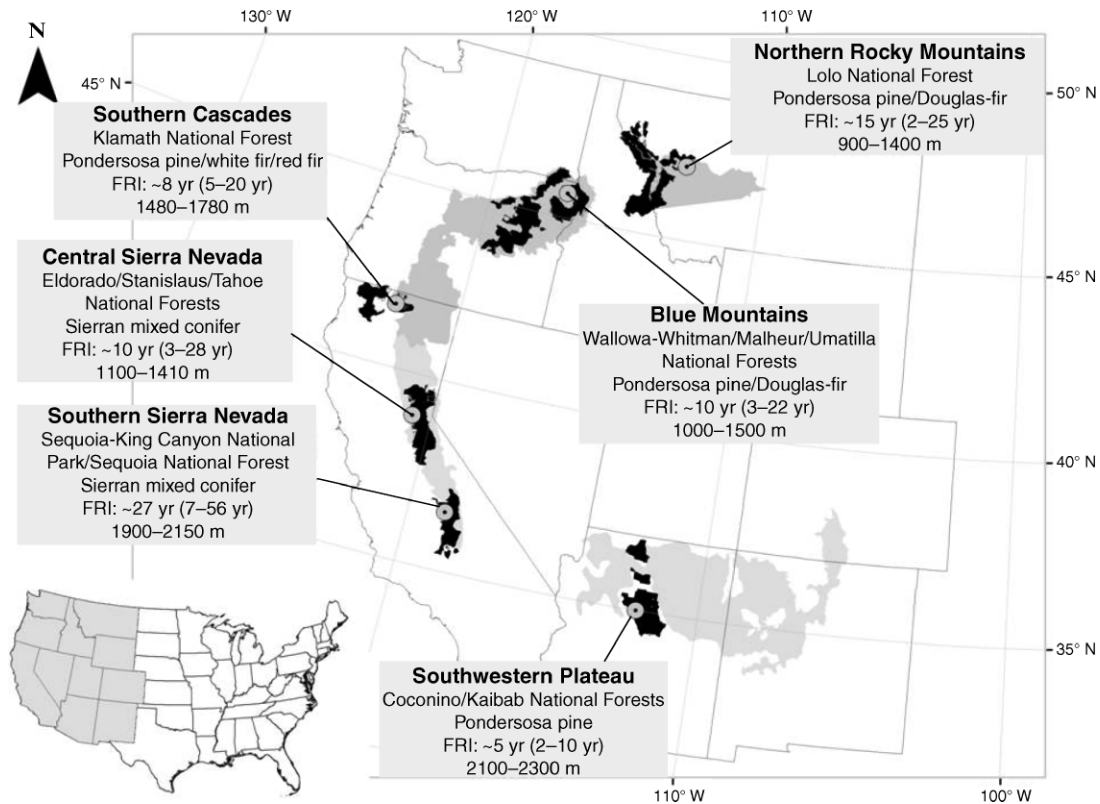 130° W
120° W
110° W
N
45° N
50° N
Northern Rocky Mountains
Lolo National Forest
Pondersosa pine/Douglas-fir
FRI: ~15 yr (2–25 yr)
900–1400 m
Southern Cascades
Klamath National Forest
Pondersosa pine/white fir/red fir
FRI: ~8 yr (5–20 yr)
1480–1780 m
Central Sierra Nevada
Eldorado/Stanislaus/Tahoe
National Forests
Sierran mixed conifer
FRI: ~10 yr (3–28 yr)
1100–1410 m
45° N
Blue Mountains
Wallowa-Whitman/Malheur/Umatilla
National Forests
Pondersosa pine/Douglas-fir
FRI: ~10 yr (3–22 yr)
1000–1500 m
Southern Sierra Nevada
Sequoia-King Canyon National
Park/Sequoia National Forest
Sierran mixed conifer
FRI: ~27 yr (7–56 yr)
1900–2150 m
40° N
35° N
Southwestern Plateau
Coconino/Kaibab National Forests
Pondersosa pine
FRI: ~5 yr (2–10 yr)
2100–2300 m
110° W
100° W